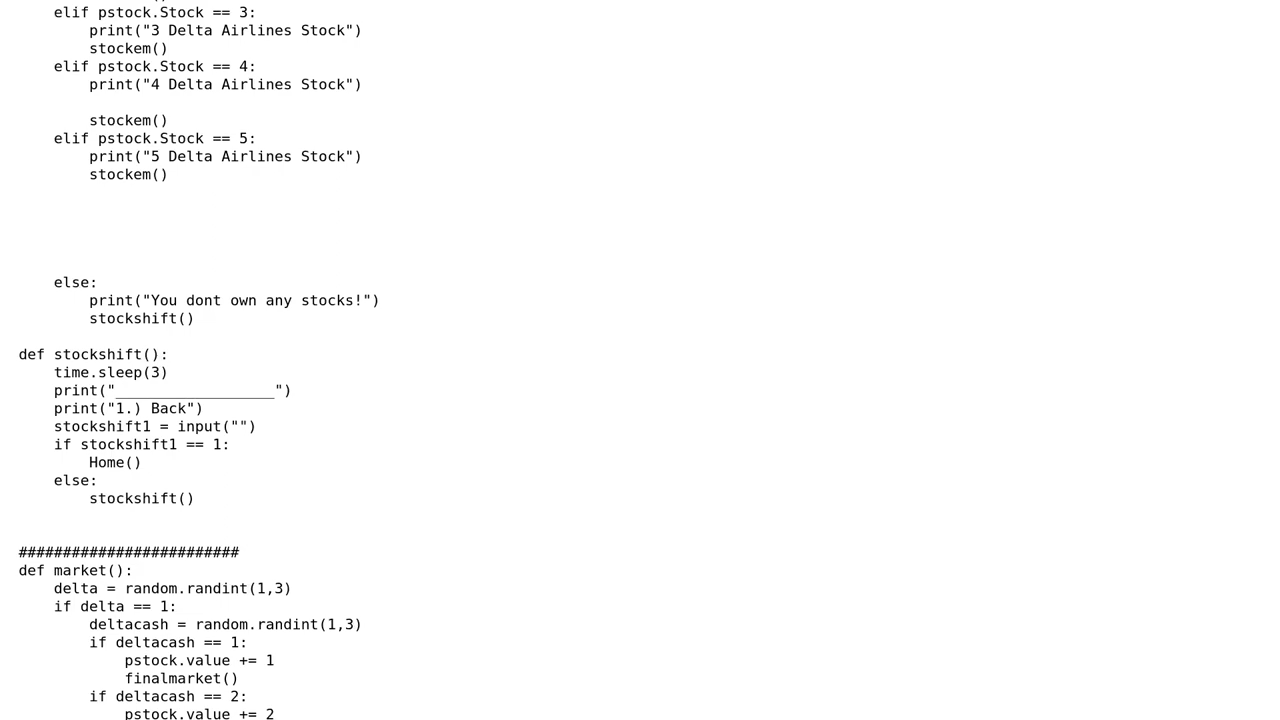 elif pstock.Stock == 3:
        print("3 Delta Airlines Stock")
        stockem()
    elif pstock.Stock == 4:
        print("4 Delta Airlines Stock")

        stockem()
    elif pstock.Stock == 5:
        print("5 Delta Airlines Stock")
        stockem()





    else:
        print("You dont own any stocks!")
        stockshift()

def stockshift():
    time.sleep(3)
    print("__________________")
    print("1.) Back")
    stockshift1 = input("")
    if stockshift1 == 1:
        Home()
    else:
        stockshift()


#########################
def market():
    delta = random.randint(1,3)
    if delta == 1:
        deltacash = random.randint(1,3)
        if deltacash == 1:
            pstock.value += 1
            finalmarket()
        if deltacash == 2:
            pstock.value += 2